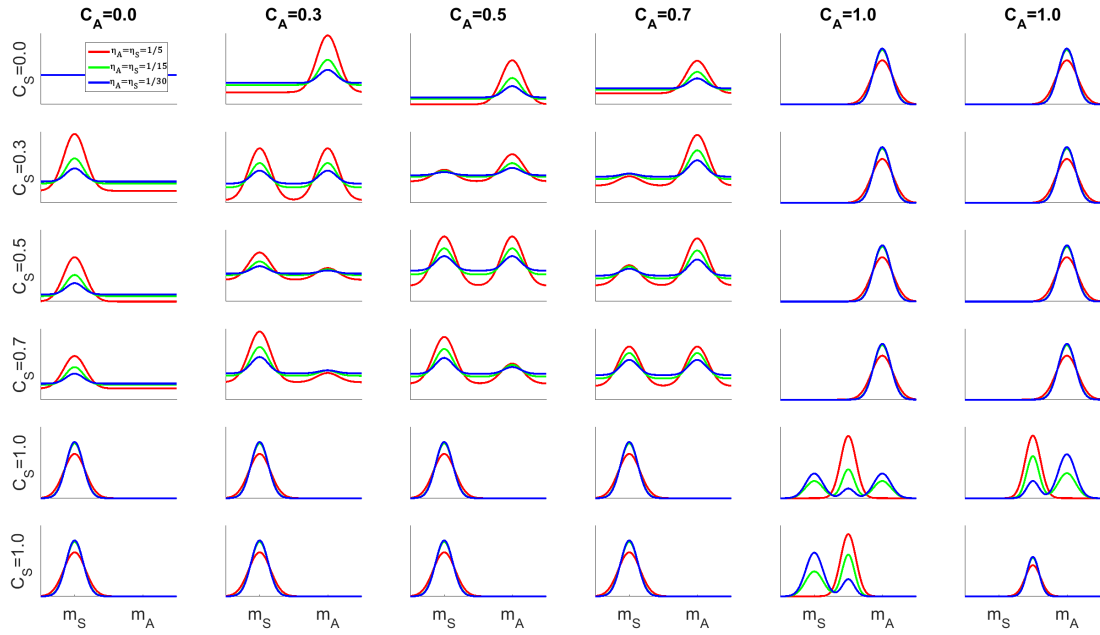 C_A=0.0 C_A=0.3 C_A=0.5 C_A=0.7 C_A=1.0 C_A=1.0
C_S=0.0
η_A=η_S=1/5
η_A=η_S=1/15
η_A=η_S=1/30
C_S=0.3
C_S=0.5
C_S=0.7
C_S=1.0
C_S=1.0
m_S m_A m_S m_A m_S m_A m_S m_A m_S m_A m_S m_A